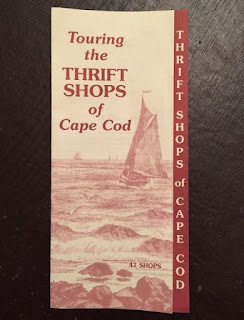 Touring
the
THRIFT
SHOPS
of
Cape Cod
47 SHOPS
THRIFT SHOPS of CAPE COD